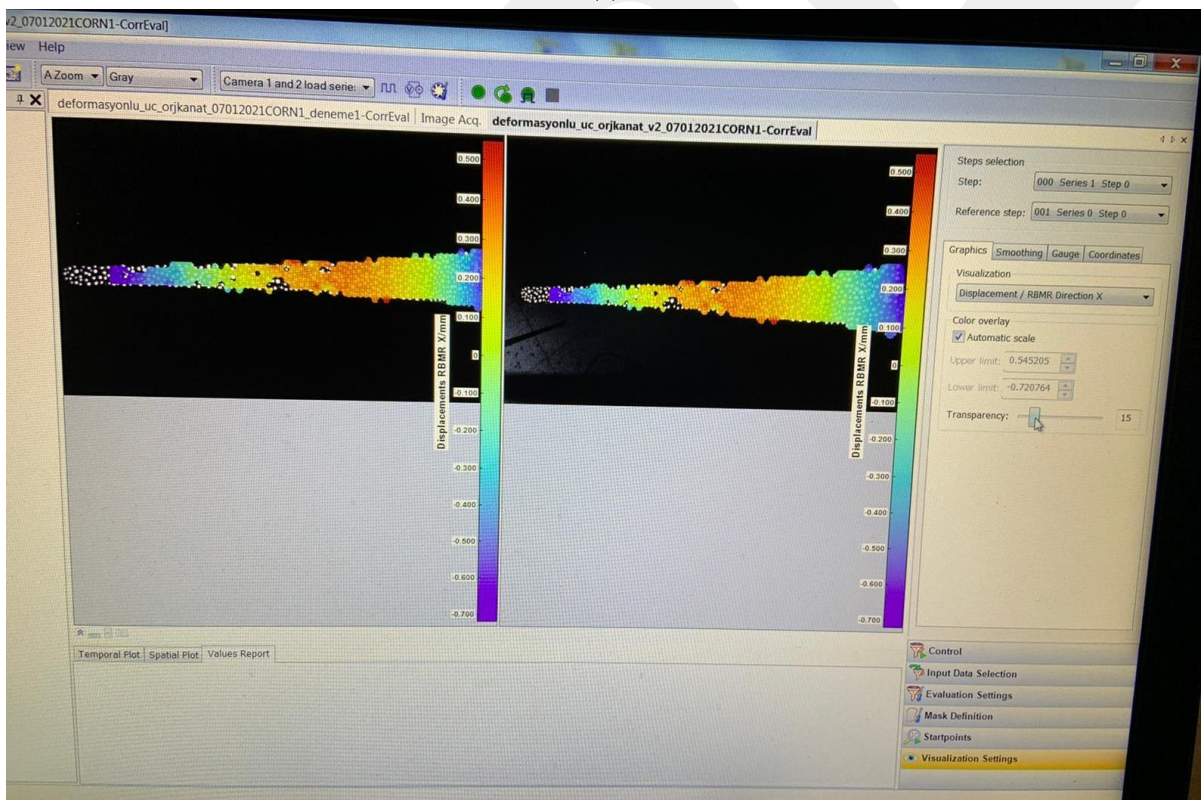 v2_07012021CORN1-CorrEval]
iew Help
A Zoom Gray Camera 1 and 2 load serie:
deformasyonlu_uc_orjkanat_07012021CORN1_deneme1-CorrEval Image Acq. deformasyonlu_uc_orjkanat_v2_07012021CORN1-CorrEval
0.500
0.400
0.300
0.200
0.100
0
-0.100
-0.200
-0.300
-0.400
-0.500
-0.600
-0.700
Displacements RBMR X/mm
0.500
0.400
0.300
0.200
0.100
0
-0.100
-0.200
-0.300
-0.400
-0.500
-0.600
-0.700
Displacements RBMR X/mm
Steps selection
Step: 000 Series 1 Step 0
Reference step: 001 Series 0 Step 0
Graphics Smoothing Gauge Coordinates
Visualization
Displacement / RBMR Direction X
Color overlay
Automatic scale
Upper limit: 0.545205
Lower limit: -0.720764
Transparency: 15
Temporal Plot Spatial Plot Values Report
Control
Input Data Selection
Evaluation Settings
Mask Definition
Startpoints
Visualization Settings